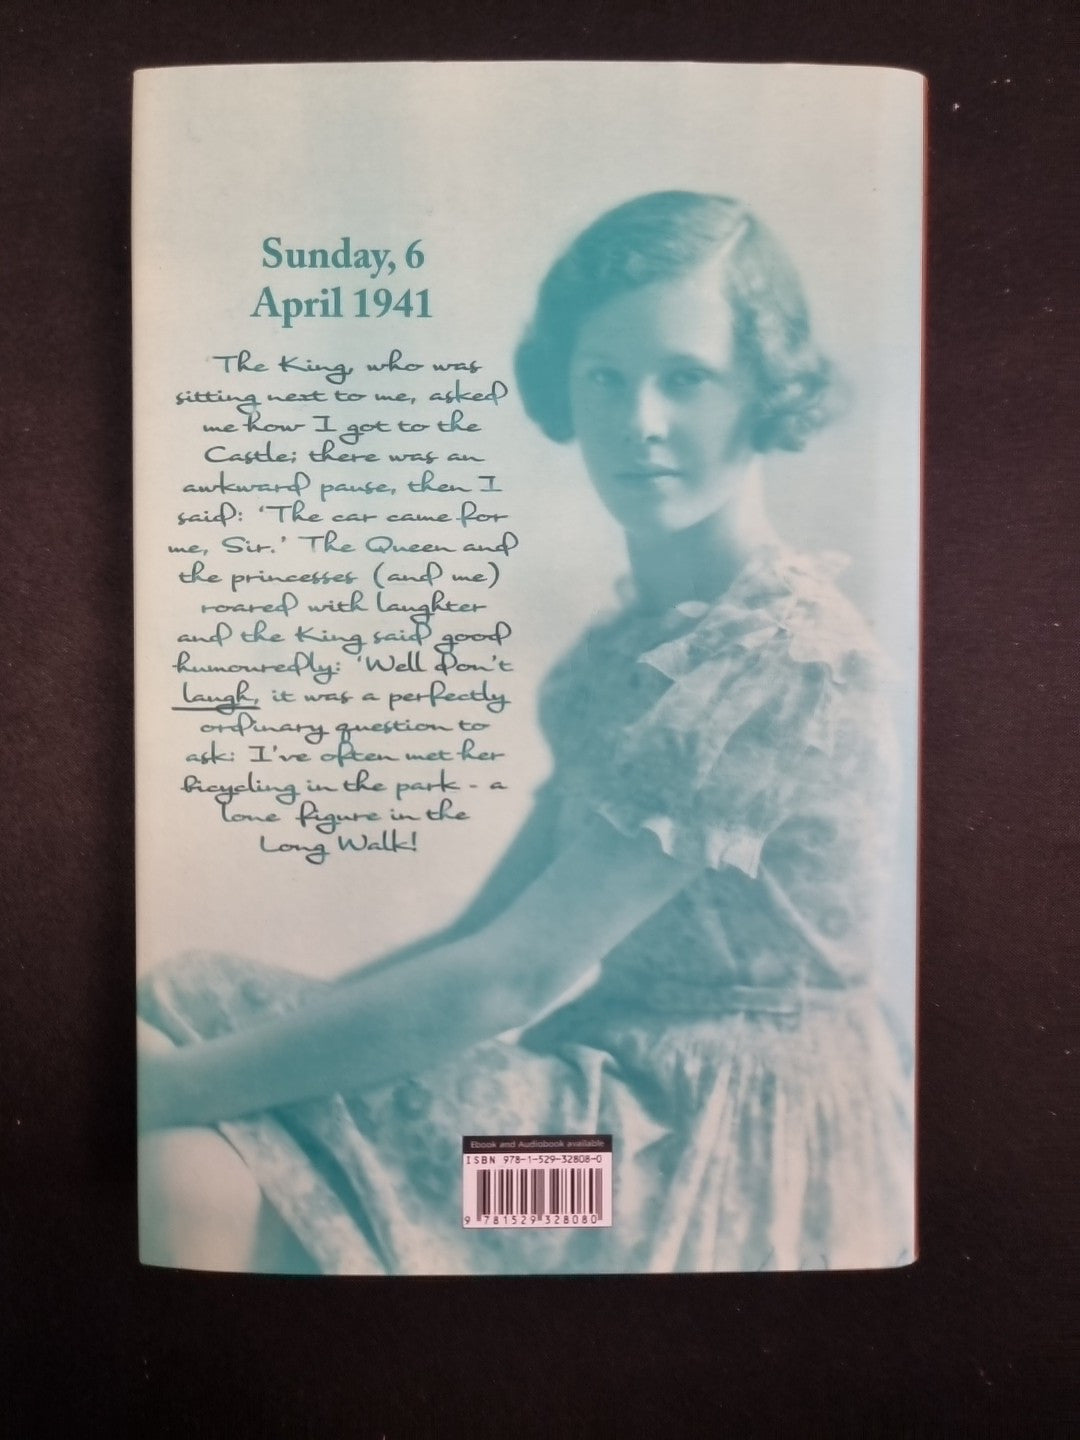 Sunday, 6
April 1941
The King, who was
sitting next to me, asked
me how I got to the
Castle; there was an
awkward pause, then I
said: ‘The car came for
me, Sir.’ The Queen and
the princesses (and me)
roared with laughter
and the King said good
humouredly: ‘Well don’t
laugh, it was a perfectly
ordinary question to
ask: I’ve often met her
bicycling in the park - a
lone figure in the
Long Walk!
Ebook and Audiobook available
ISBN 978-1-529-32808-0
9 781529 328080